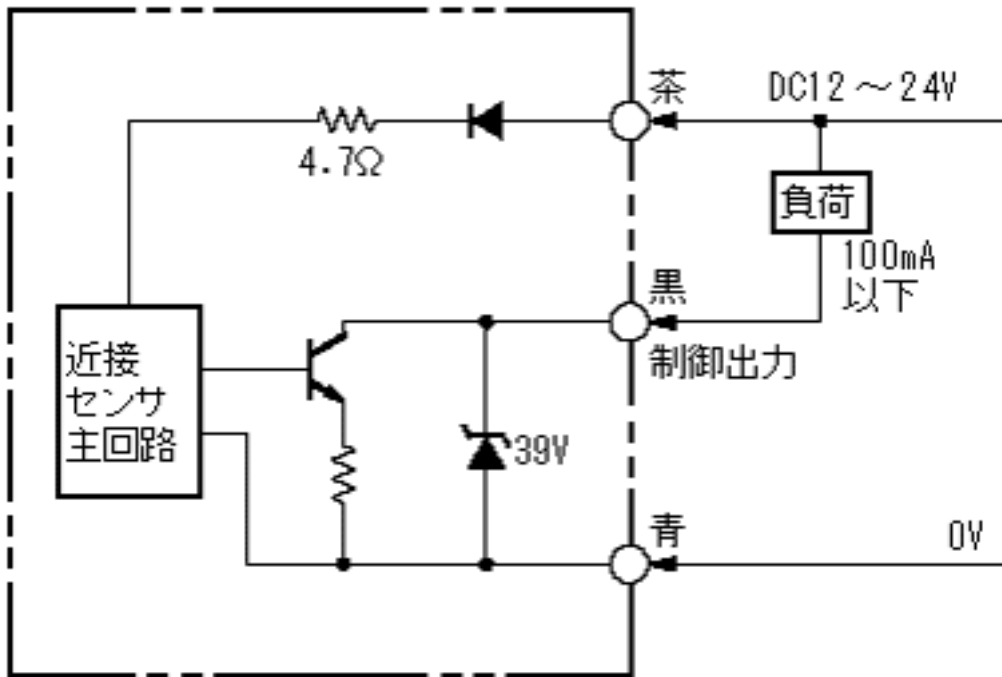 茶
DC12～24V
4.7Ω
負荷
100mA
以下
黒
制御出力
近接
センサ
主回路
39V
青
0V